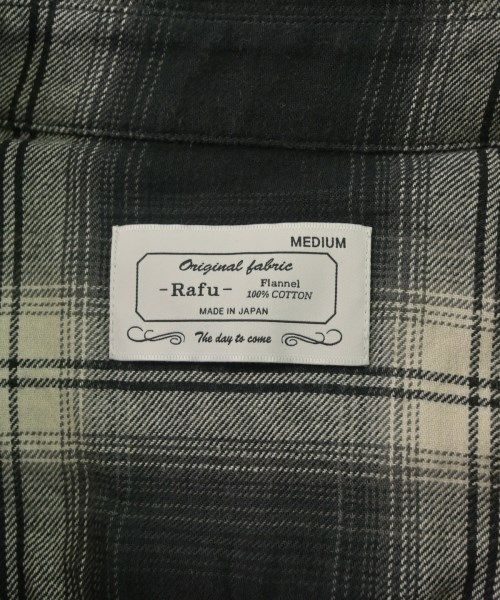 MEDIUM
Original fabric
-Rafu- Flannel
100% COTTON
MADE IN JAPAN
The day to come